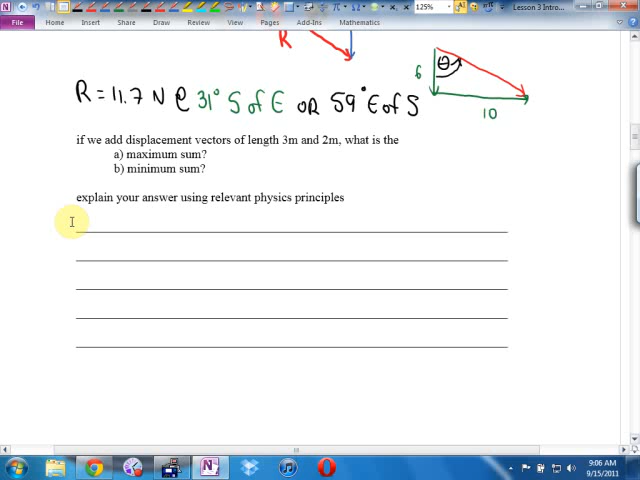 125%
Lesson 3 Intro...
File
Home
Insert
Share
Draw
Review
View
Pages
Add-Ins
Mathematics
R
6
θ
10
R = 11.7 N @ 31° S of E OR 59° E of S
if we add displacement vectors of length 3m and 2m, what is the
a) maximum sum?
b) minimum sum?
explain your answer using relevant physics principles
9:06 AM
9/15/2011